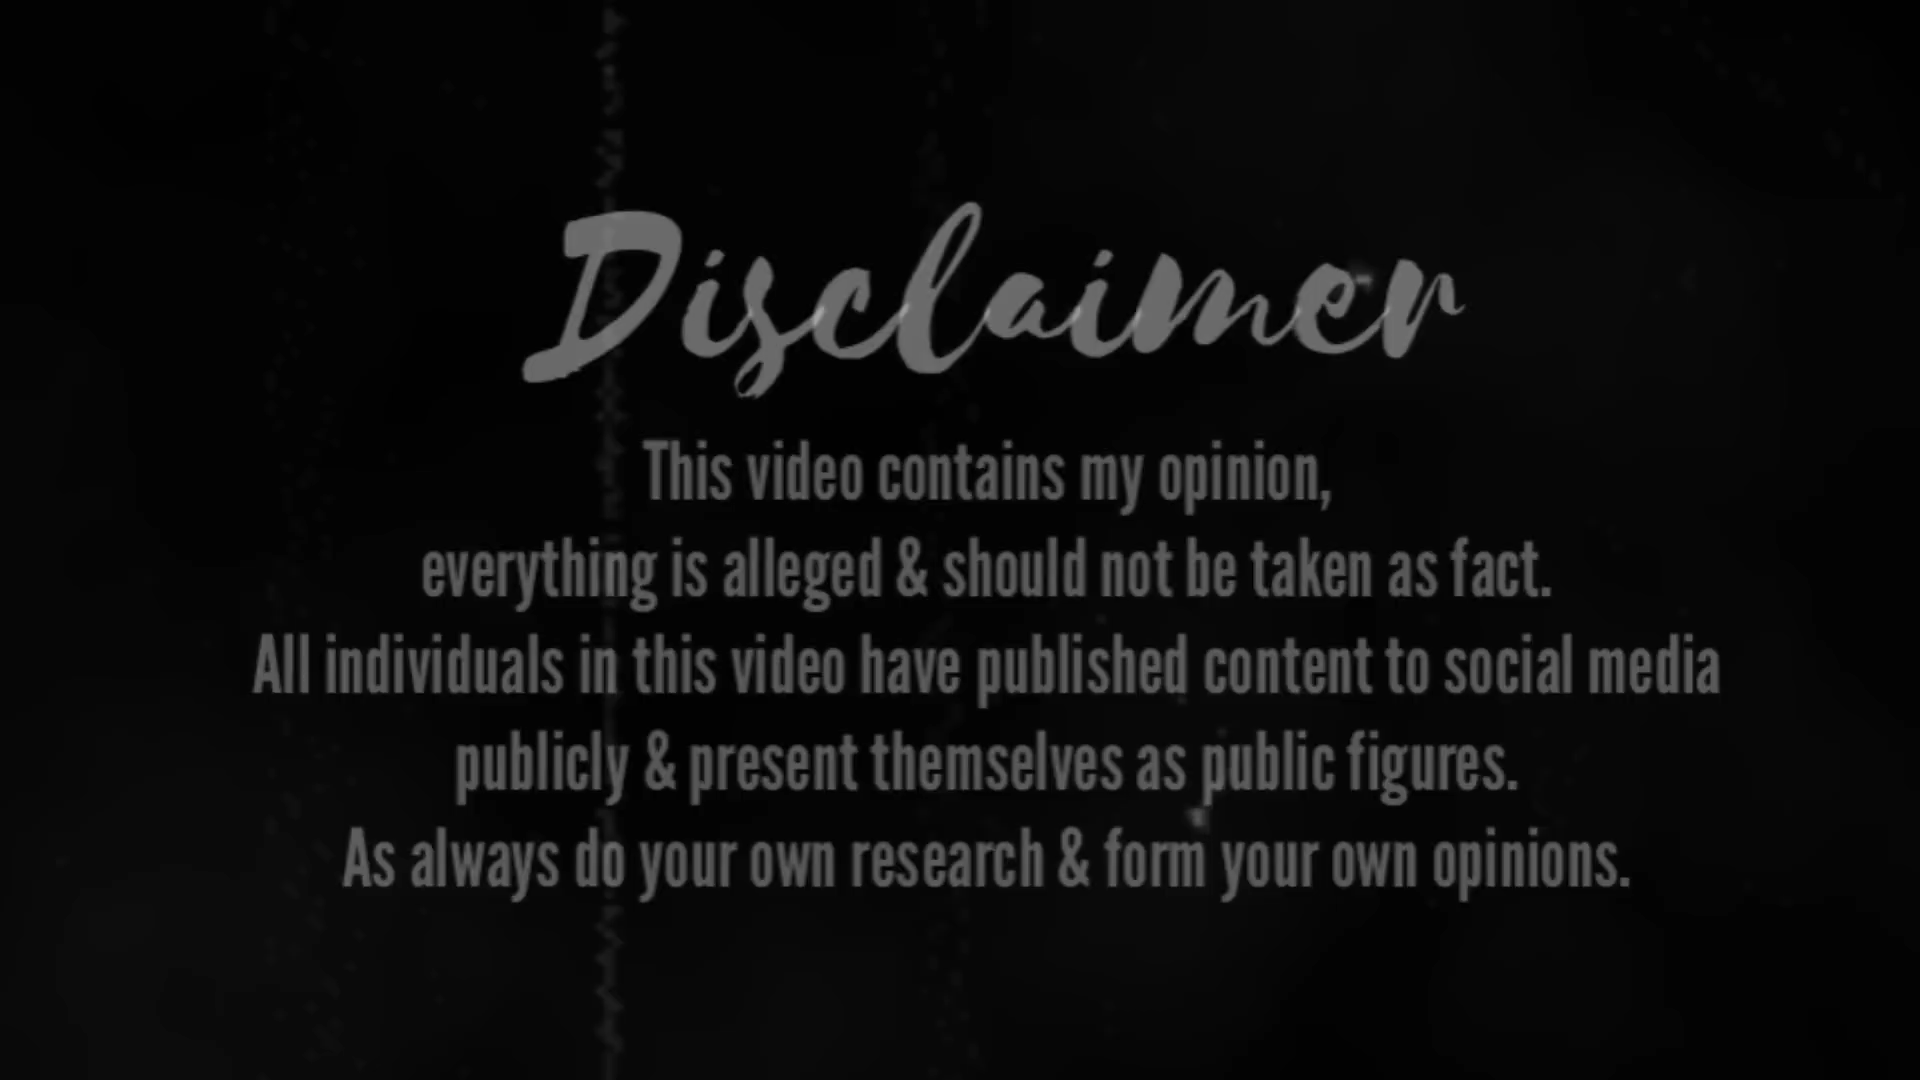 Disclaimer
This video contains my opinion,
everything is alleged & should not be taken as fact.
All individuals in this video have published content to social media
publicly & present themselves as public figures.
As always do your own research & form your own opinions.